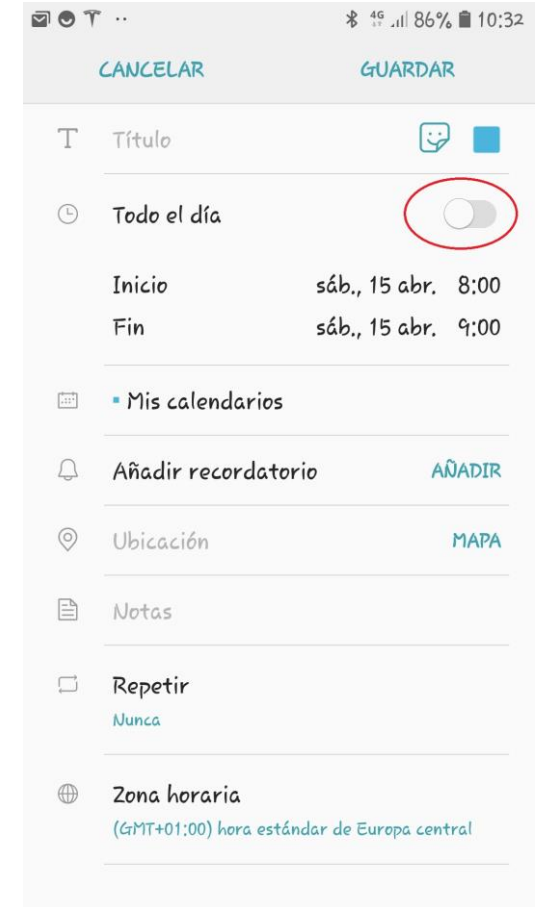 4G 86% 10:32
CANCELAR GUARDAR
Título
Todo el día
Inicio sáb., 15 abr. 8:00
Fin sáb., 15 abr. 9:00
Mis calendarios
Añadir recordatorio AÑADIR
Ubicación MAPA
Notas
Repetir
Nunca
Zona horaria
(GMT+01:00) hora estándar de Europa central